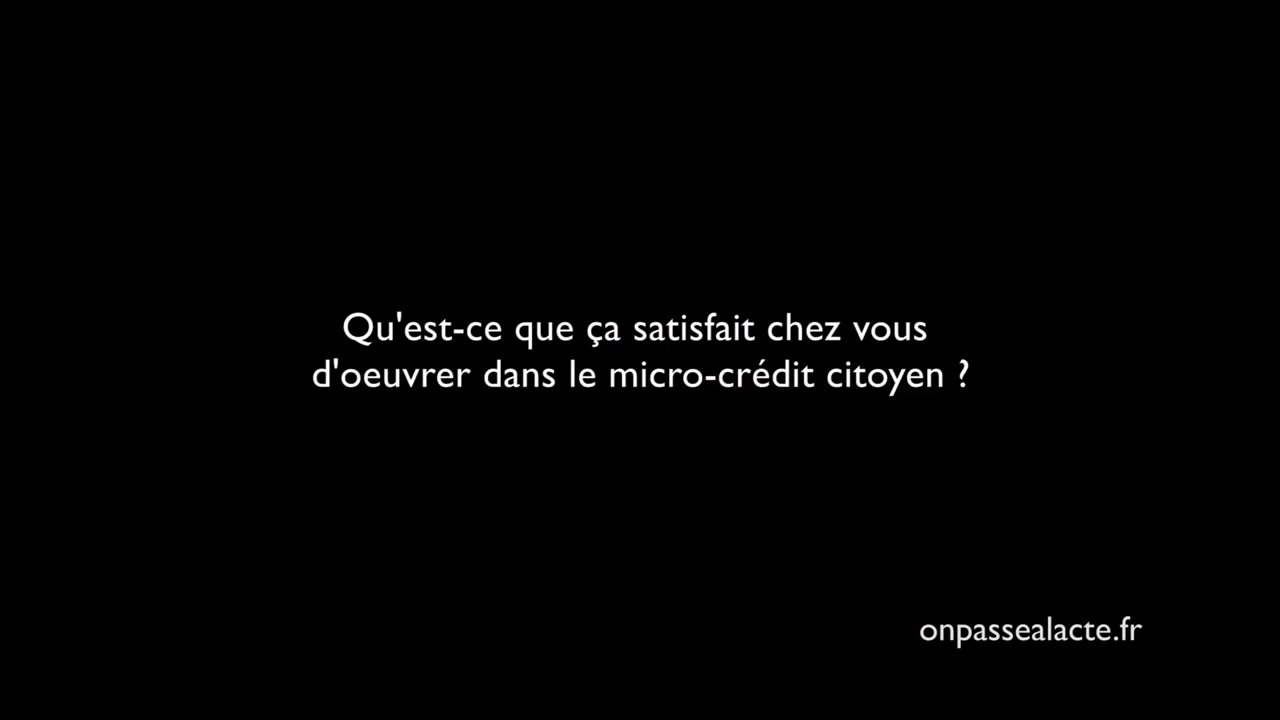 Qu'est-ce que ça satisfait chez vous
d'oeuvrer dans le micro-crédit citoyen ?
onpassealacte.fr